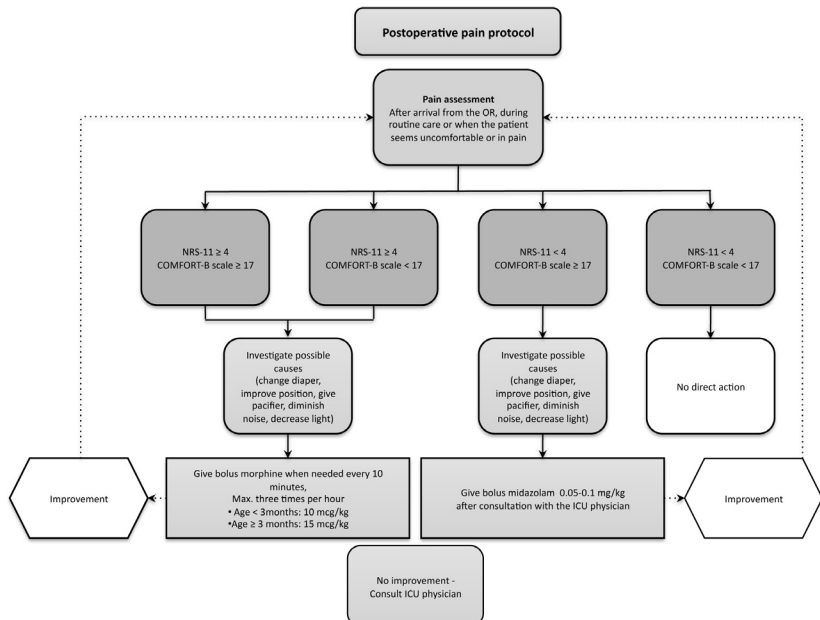 Postoperative pain protocol
Pain assessment
After arrival from the OR, during
routine care or when the patient
seems uncomfortable or in pain
NRS-11 ≥ 4
COMFORT-B scale ≥ 17
NRS-11 ≥ 4
COMFORT-B scale < 17
NRS-11 < 4
COMFORT-B scale ≥ 17
NRS-11 < 4
COMFORT-B scale < 17
Investigate possible
causes
(change diaper,
improve position, give
pacifier, diminish
noise, decrease light)
Investigate possible
causes
(change diaper,
improve position, give
pacifier, diminish
noise, decrease light)
No direct action
Improvement
Give bolus morphine when needed every 10
minutes,
Max. three times per hour
• Age < 3months: 10 mcg/kg
•Age ≥ 3 months: 15 mcg/kg
Give bolus midazolam 0.05-0.1 mg/kg
after consultation with the ICU physician
Improvement
No improvement -
Consult ICU physician